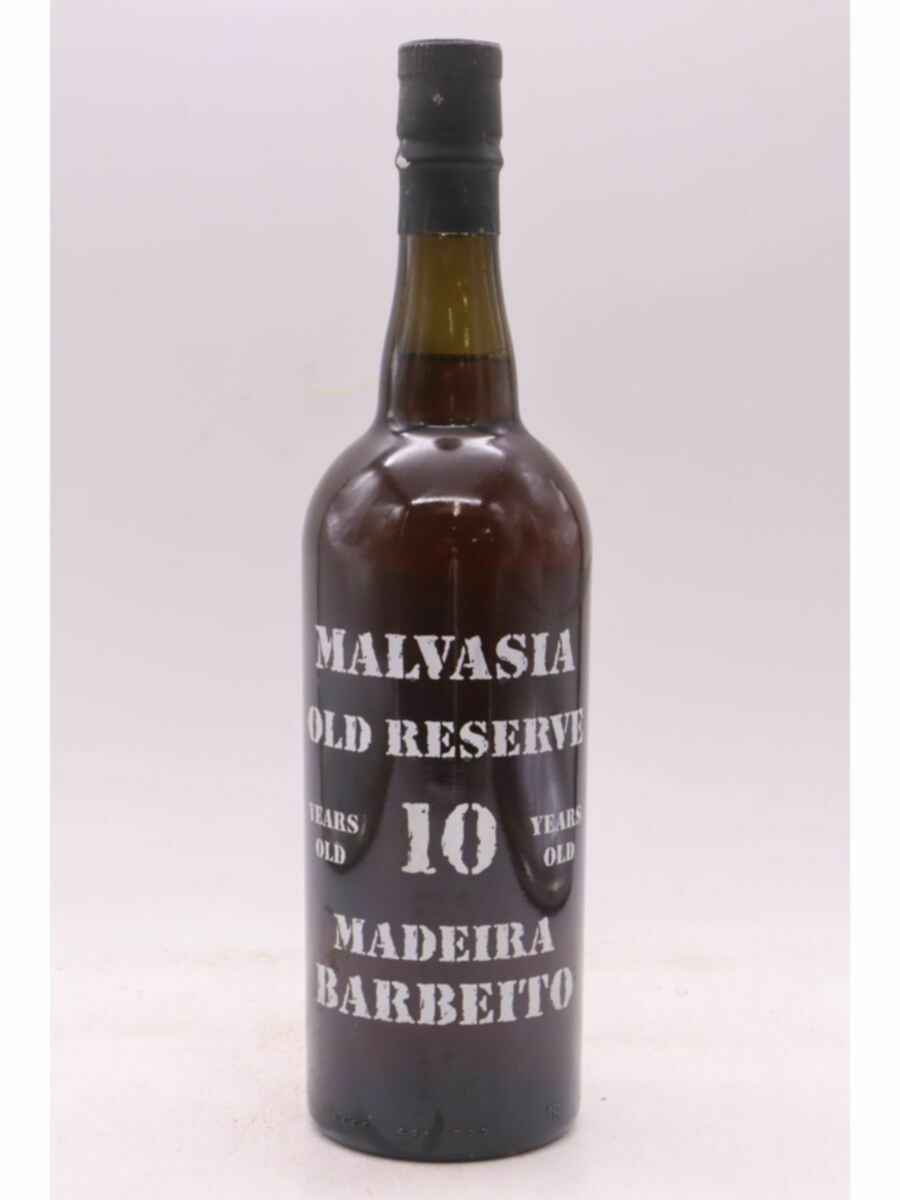 MALVASIA
OLD RESERVE
YEARS OLD 10 YEARS OLD
MADEIRA
BARBEITO